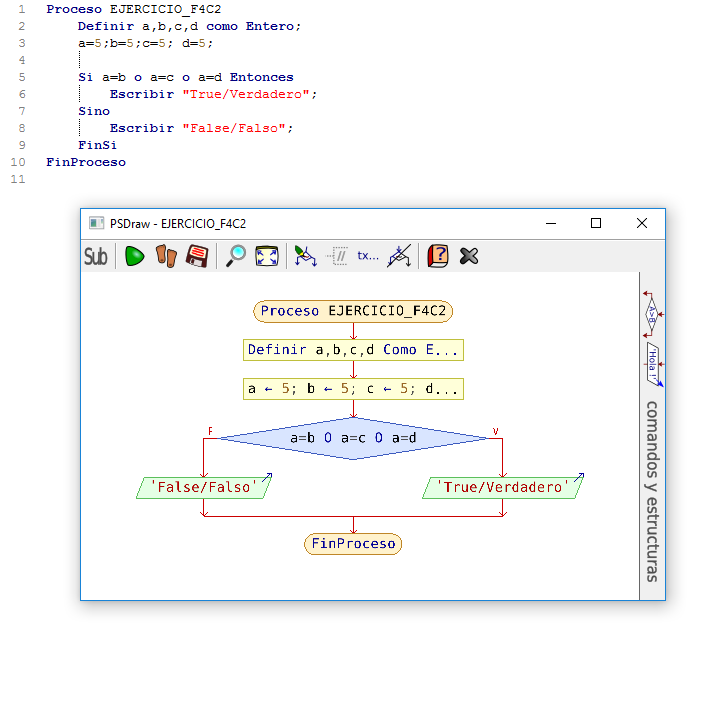 1 Proceso EJERCICIO_F4C2
2 Definir a,b,c,d como Entero;
3 a=5;b=5;c=5; d=5;
4
5 Si a=b o a=c o a=d Entonces
6 Escribir "True/Verdadero";
7 Sino
8 Escribir "False/Falso";
9 FinSi
10 FinProceso
11
PSDraw - EJERCICIO_F4C2
Sub // tx... ?
Proceso EJERCICIO_F4C2
Definir a,b,c,d Como E...
a ← 5; b ← 5; c ← 5; d...
F a=b O a=c O a=d V
'False/Falso' 'True/Verdadero'
FinProceso
A>B
'Hola !'
comandos y estructuras